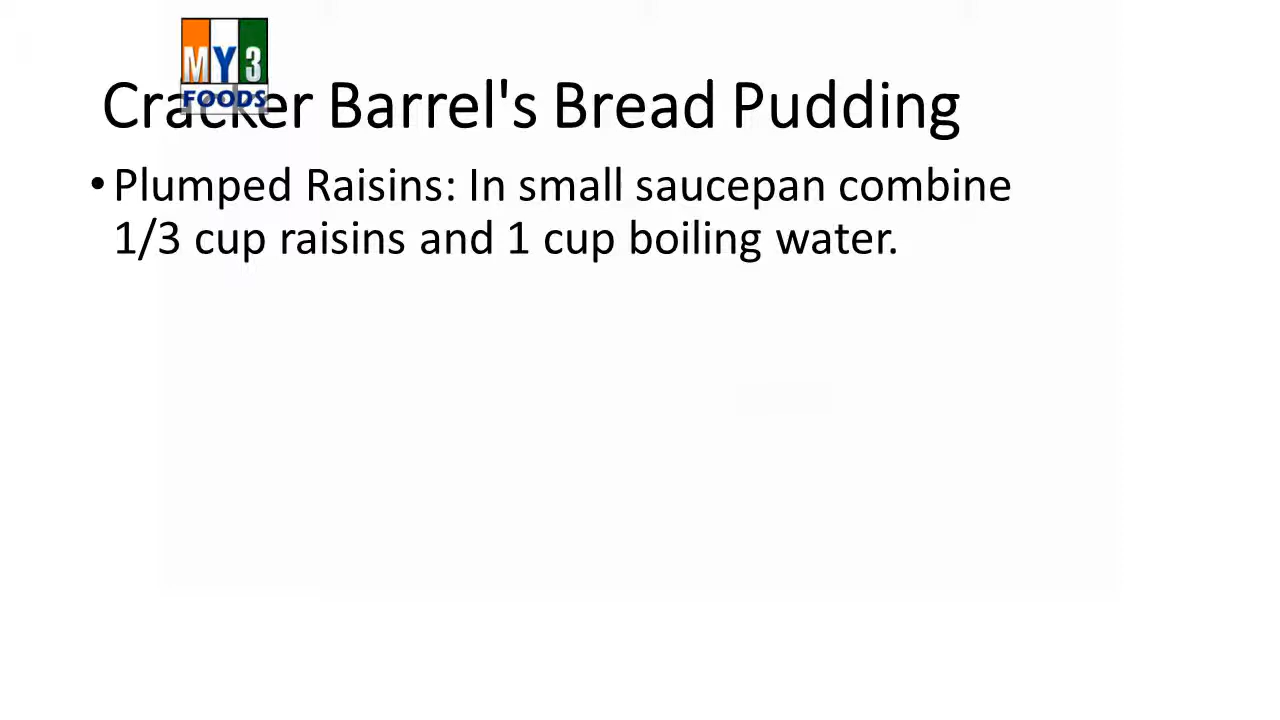 MY3
FOODS
Cracker Barrel's Bread Pudding
• Plumped Raisins: In small saucepan combine
1/3 cup raisins and 1 cup boiling water.